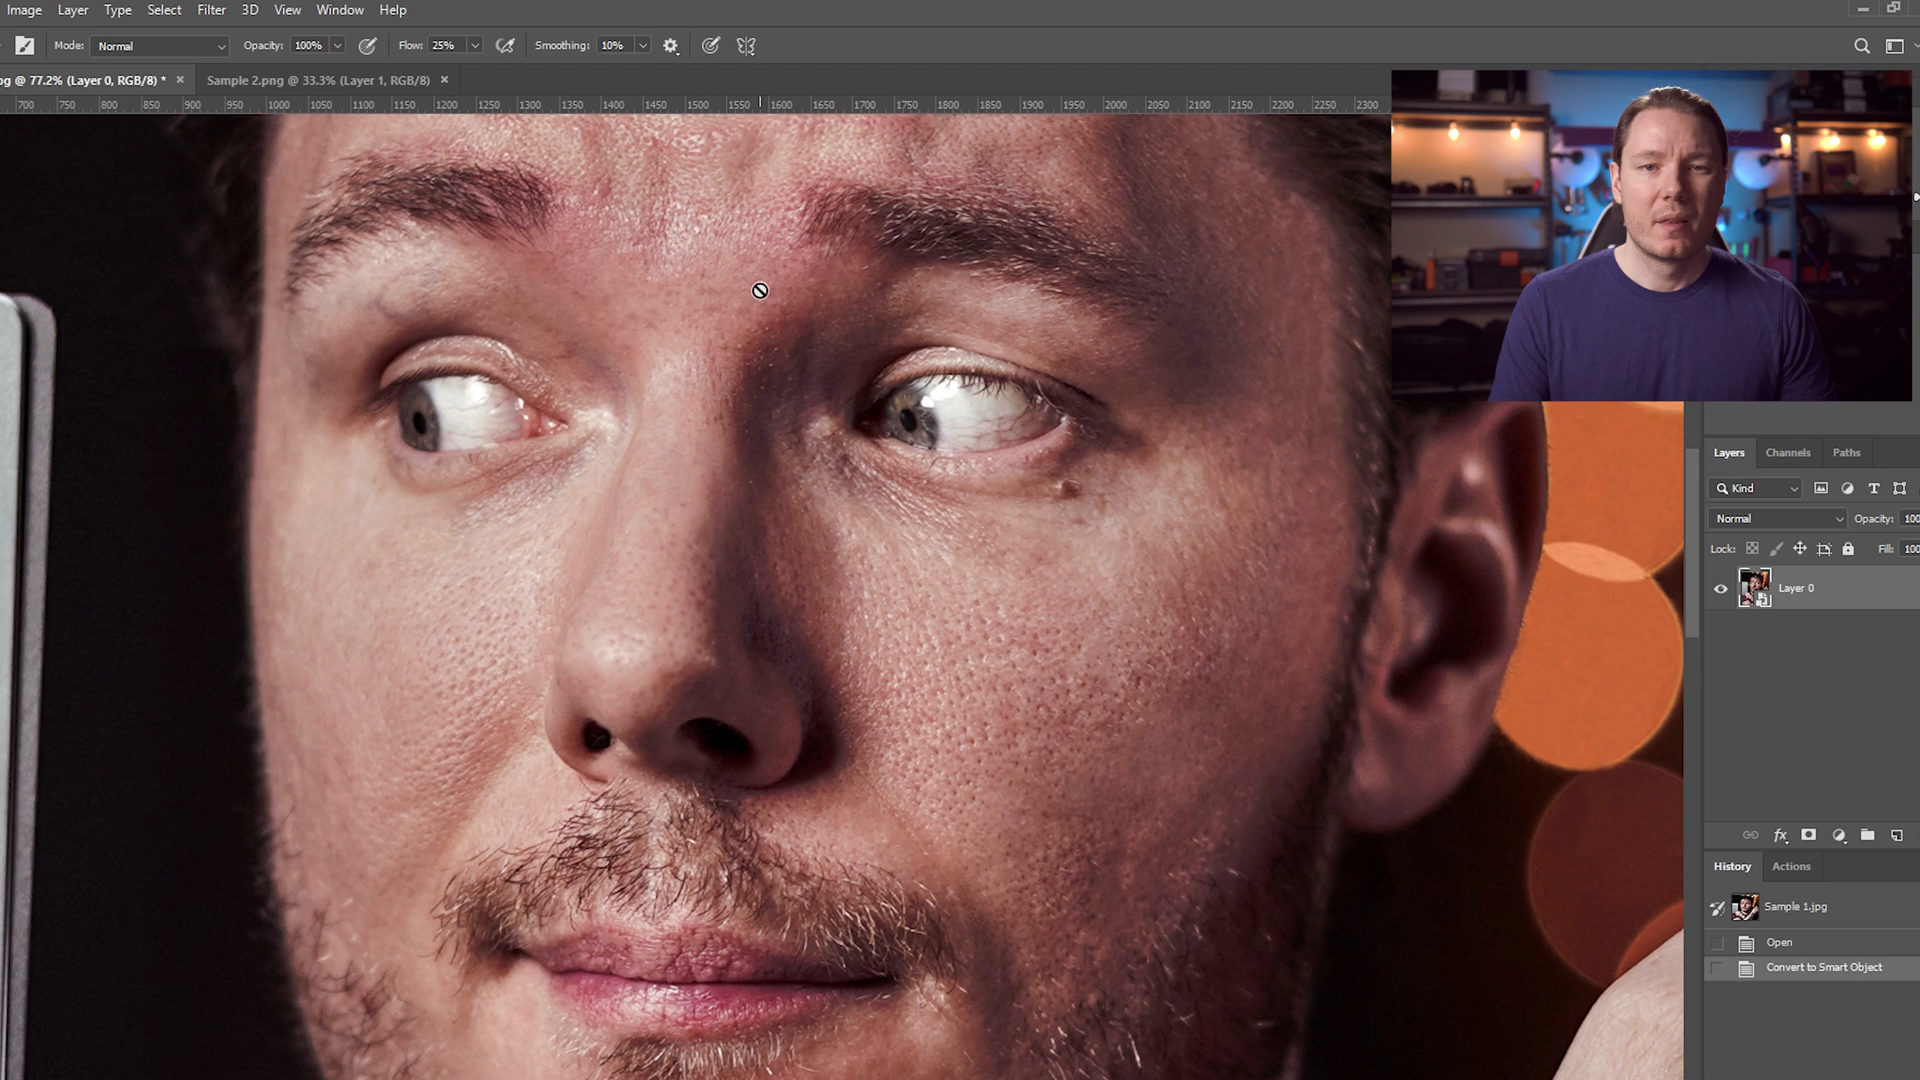 Image Layer Type Select Filter 3D View Window Help
Mode: Normal Opacity: 100% Flow: 25% Smoothing: 10%
pg @ 77.2% (Layer 0, RGB/8) * × Sample 2.png @ 33.3% (Layer 1, RGB/8) ×
700 750 800 850 900 950 1000 1050 1100 1150 1200 1250 1300 1350 1400 1450 1500 1550 1600 1650 1700 1750 1800 1850 1900 1950 2000 2050 2100 2150 2200 2250 2300
Layers Channels Paths
Kind
Normal Opacity: 100
Lock: Fill: 100
Layer 0
fx
History Actions
Sample 1.jpg
Open
Convert to Smart Object